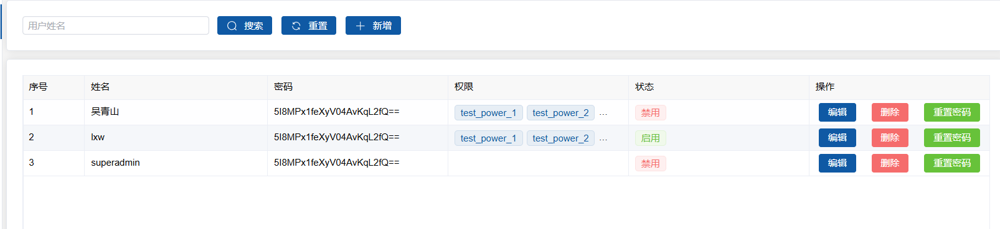 用户姓名 搜索 重置 新增
序号 姓名 密码 权限 状态 操作
1 吴青山 5I8MPx1feXyV04AvKqL2fQ== test_power_1 test_power_2 ... 禁用 编辑 删除 重置密码
2 lxw 5I8MPx1feXyV04AvKqL2fQ== test_power_1 test_power_2 ... 启用 编辑 删除 重置密码
3 superadmin 5I8MPx1feXyV04AvKqL2fQ== 禁用 编辑 删除 重置密码